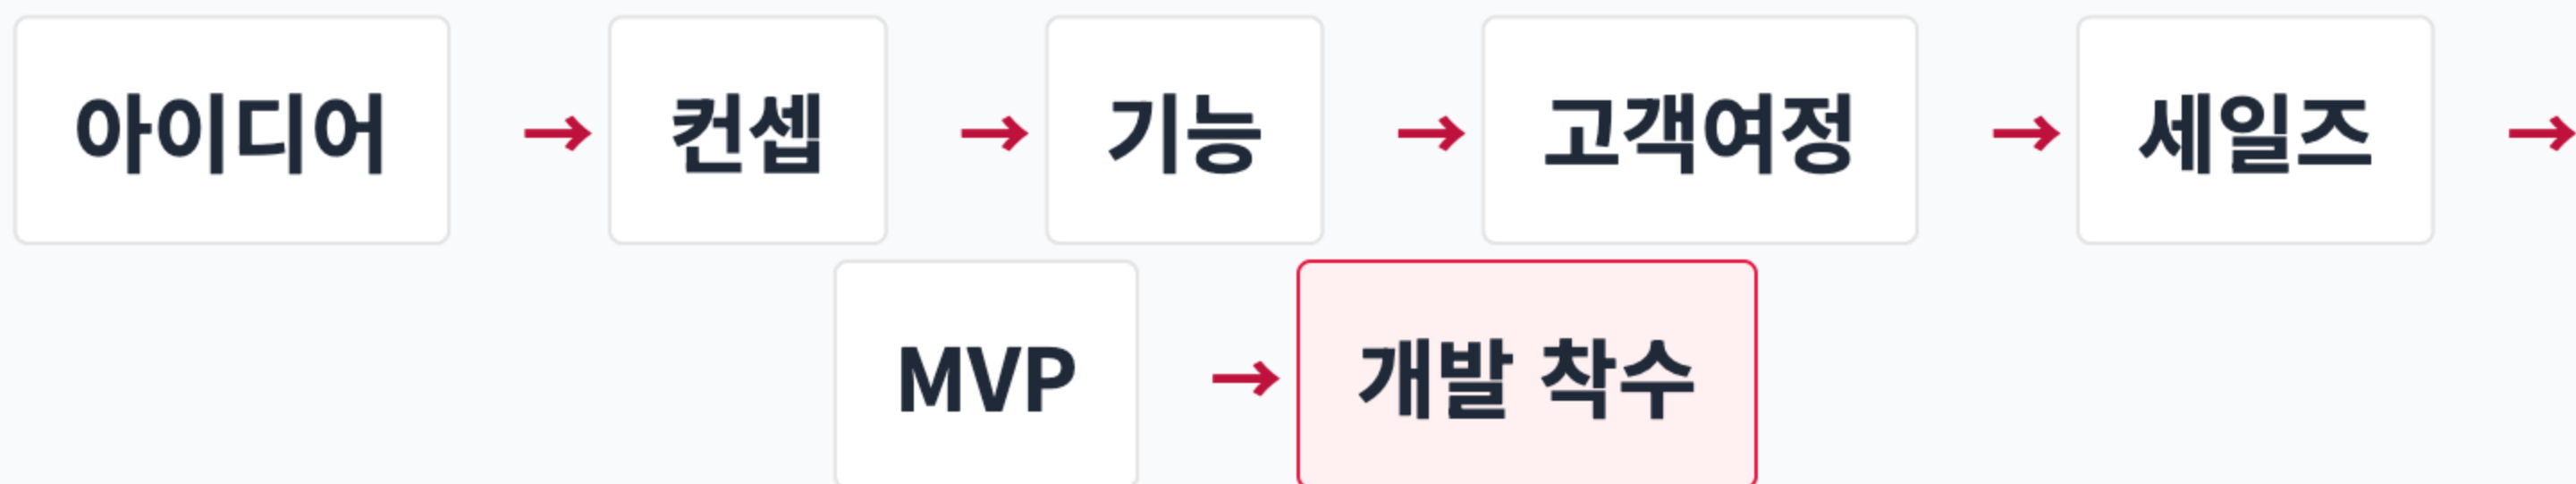 아이디어 → 컨셉 → 기능 → 고객여정 → 세일즈 →
MVP → 개발 착수